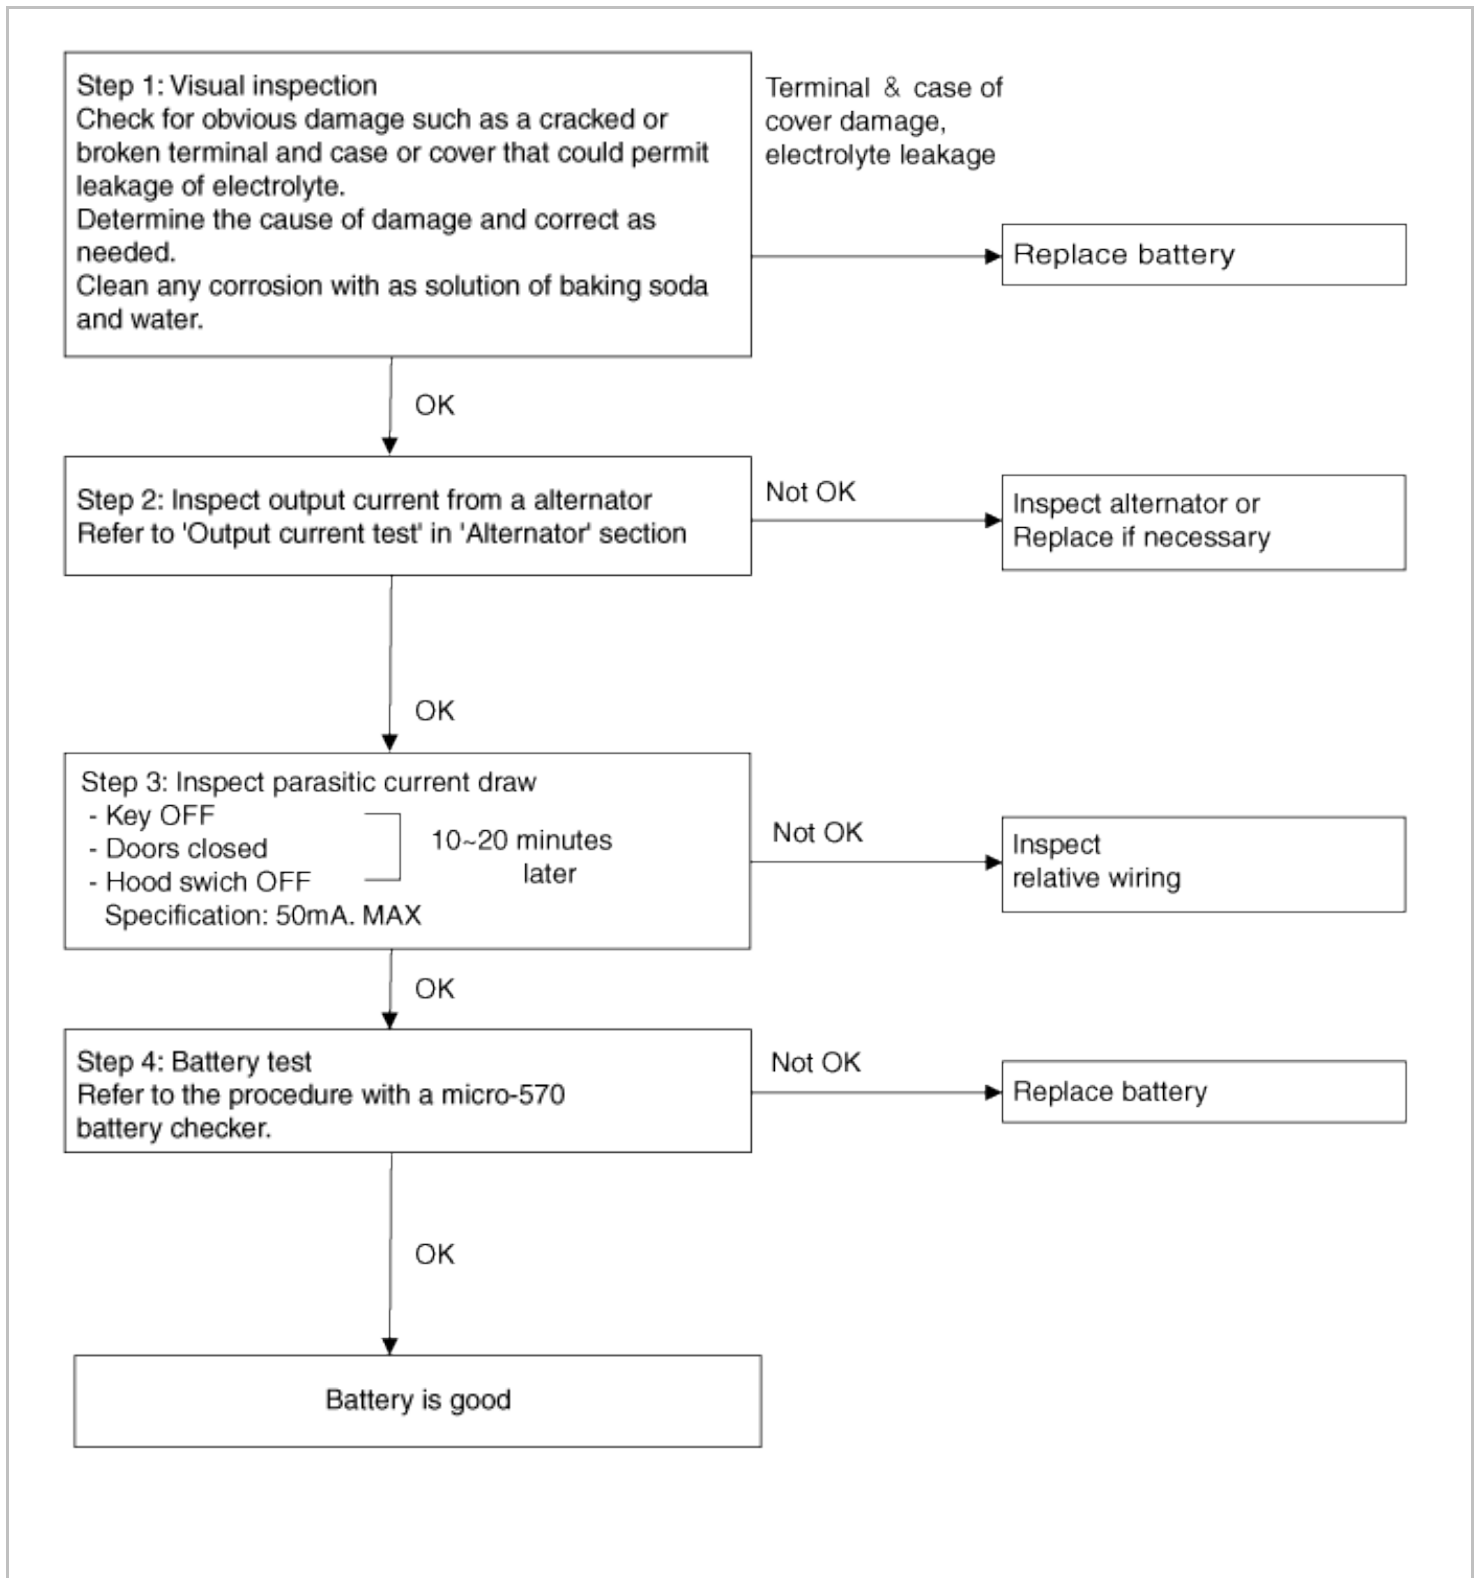 Step 1: Visual inspection
Check for obvious damage such as a cracked or
broken terminal and case or cover that could permit
leakage of electrolyte.
Determine the cause of damage and correct as
needed.
Clean any corrosion with as solution of baking soda
and water.
Terminal & case of
cover damage,
electrolyte leakage
Replace battery
OK
Step 2: Inspect output current from a alternator
Refer to 'Output current test' in 'Alternator' section
Not OK
Inspect alternator or
Replace if necessary
OK
Step 3: Inspect parasitic current draw
- Key OFF
- Doors closed
- Hood swich OFF
10~20 minutes
later
Specification: 50mA. MAX
Not OK
Inspect
relative wiring
OK
Step 4: Battery test
Refer to the procedure with a micro-570
battery checker.
Not OK
Replace battery
OK
Battery is good